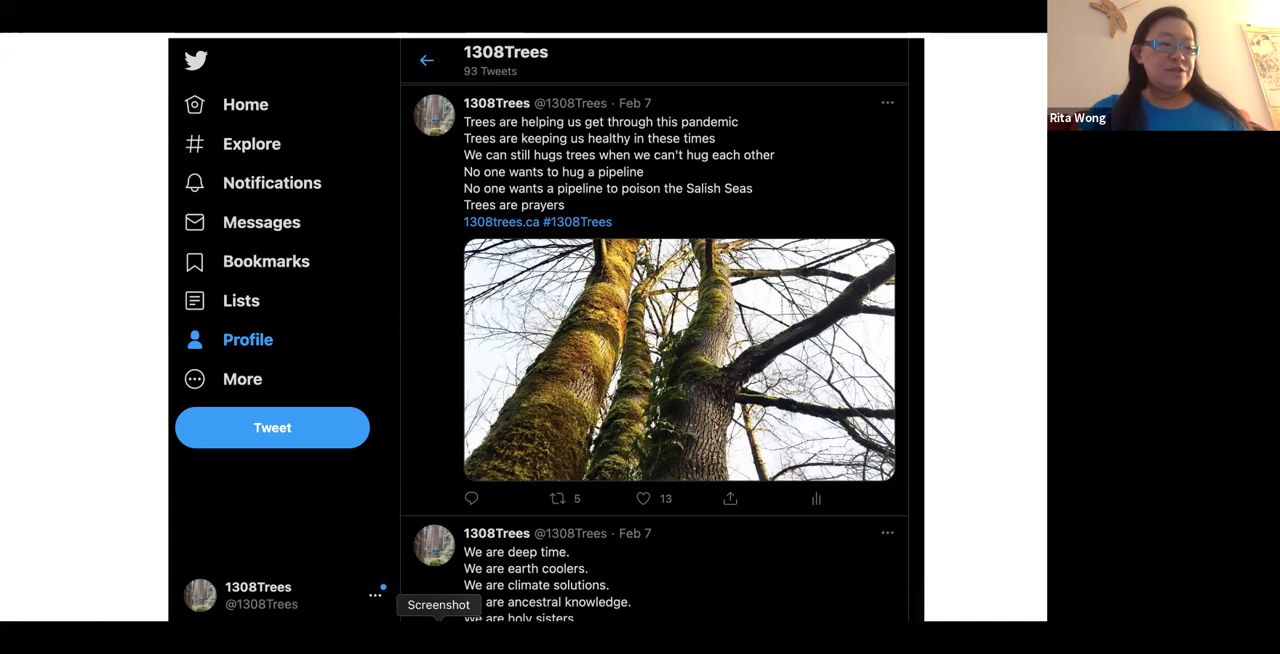 1308Trees
93 Tweets
Home
Explore
Notifications
Messages
Bookmarks
Lists
Profile
More
Tweet
1308Trees
@1308Trees
1308Trees @1308Trees · Feb 7
Trees are helping us get through this pandemic
Trees are keeping us healthy in these times
We can still hugs trees when we can't hug each other
No one wants to hug a pipeline
No one wants a pipeline to poison the Salish Seas
Trees are prayers
1308trees.ca #1308Trees
5
13
1308Trees @1308Trees · Feb 7
We are deep time.
We are earth coolers.
We are climate solutions.
are ancestral knowledge.
We are holy sisters
Screenshot
Rita Wong